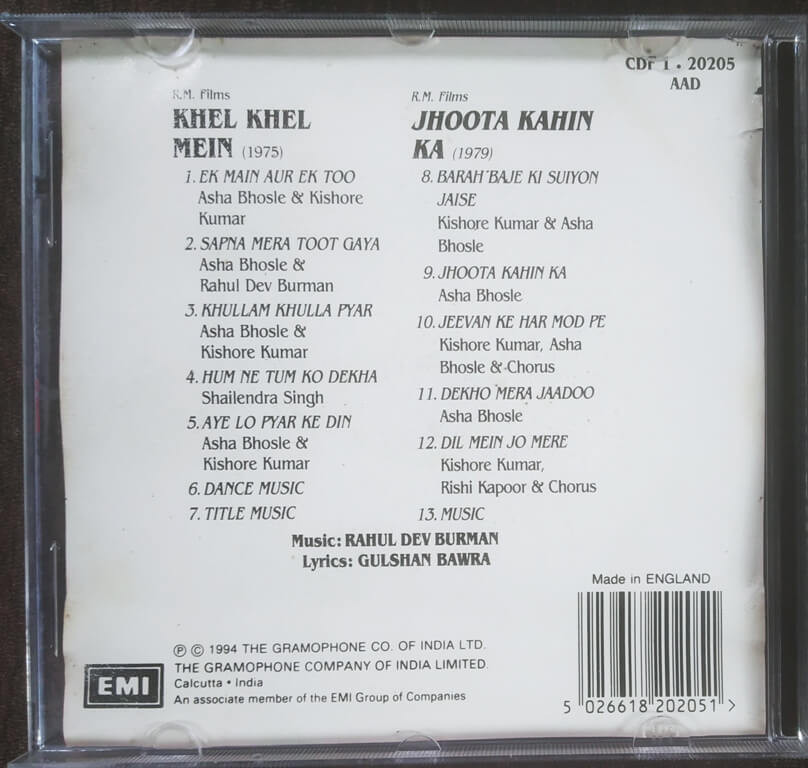 CDF 1 • 20205
AAD
R.M. Films
KHEL KHEL
MEIN (1975)
1. EK MAIN AUR EK TOO
Asha Bhosle & Kishore
Kumar
2. SAPNA MERA TOOT GAYA
Asha Bhosle &
Rahul Dev Burman
3. KHULLAM KHULLA PYAR
Asha Bhosle &
Kishore Kumar
4. HUM NE TUM KO DEKHA
Shailendra Singh
5. AYE LO PYAR KE DIN
Asha Bhosle &
Kishore Kumar
6. DANCE MUSIC
7. TITLE MUSIC
R.M. Films
JHOOTA KAHIN
KA (1979)
8. BARAH BAJE KI SUIYON
JAISE
Kishore Kumar & Asha
Bhosle
9. JHOOTA KAHIN KA
Asha Bhosle
10. JEEVAN KE HAR MOD PE
Kishore Kumar, Asha
Bhosle & Chorus
11. DEKHO MERA JAADOO
Asha Bhosle
12. DIL MEIN JO MERE
Kishore Kumar,
Rishi Kapoor & Chorus
13. MUSIC
Music: RAHUL DEV BURMAN
Lyrics: GULSHAN BAWRA
Made in ENGLAND
℗ © 1994 THE GRAMOPHONE CO. OF INDIA LTD.
THE GRAMOPHONE COMPANY OF INDIA LIMITED.
Calcutta • India
An associate member of the EMI Group of Companies
EMI
5 026618 202051 >